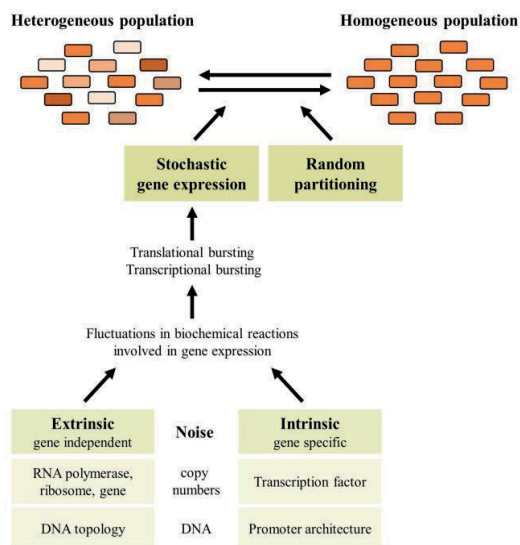 Heterogeneous population
Homogeneous population
Stochastic
gene expression
Random
partitioning
Translational bursting
Transcriptional bursting
Fluctuations in biochemical reactions
involved in gene expression
Extrinsic
gene independent
Noise
Intrinsic
gene specific
RNA polymerase,
ribosome, gene
copy
numbers
Transcription factor
DNA topology
DNA
Promoter architecture